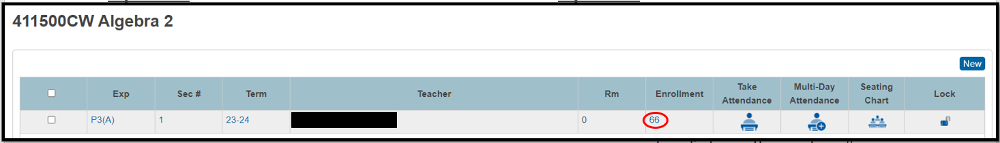 411500CW Algebra 2
New
Exp Sec # Term Teacher Rm Enrollment Take Attendance Multi-Day Attendance Seating Chart Lock
P3(A) 1 23-24 0 66